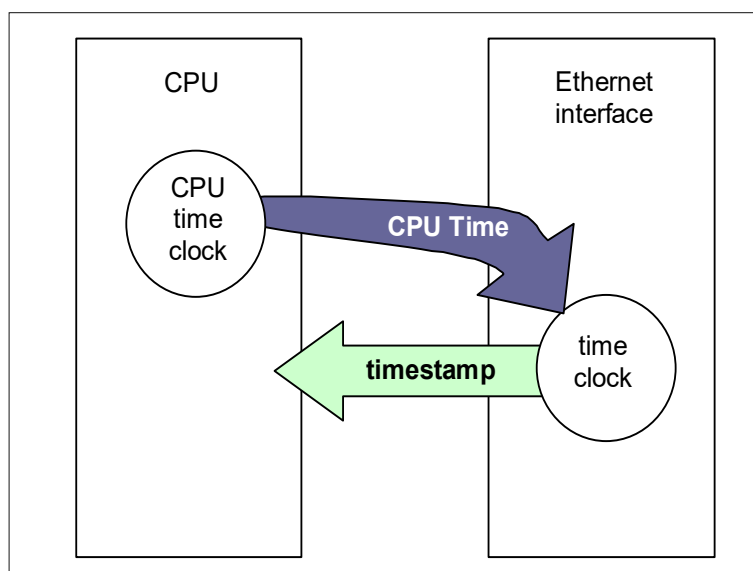 CPU
Ethernet
interface
CPU
time
clock
CPU Time
timestamp
time
clock